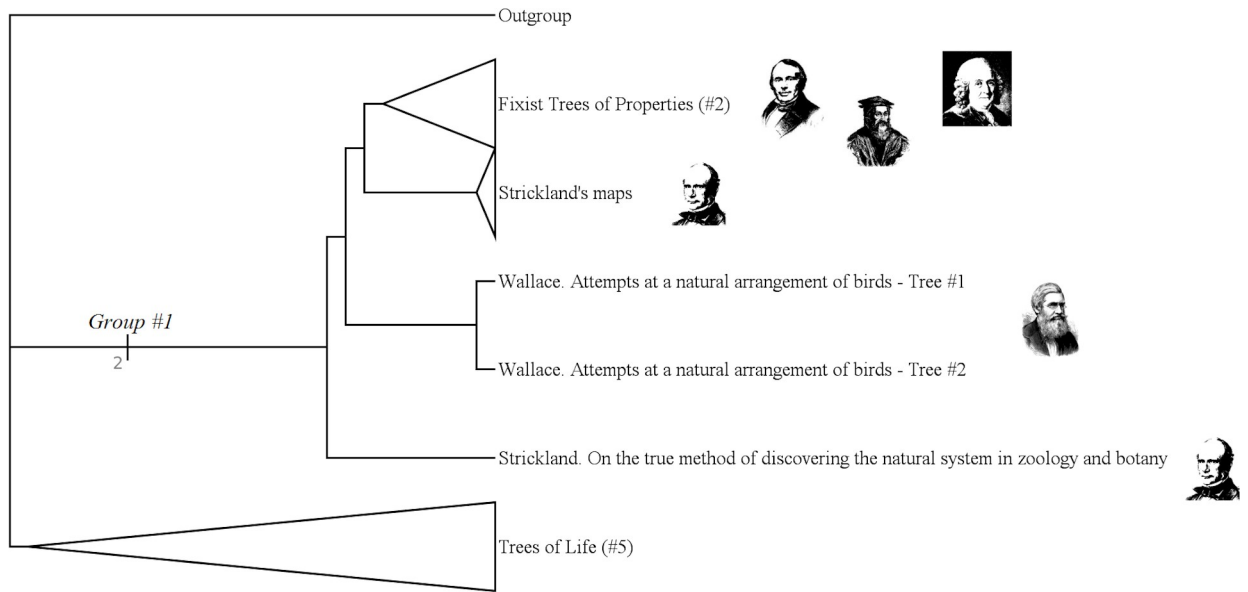 Outgroup
Fixist Trees of Properties (#2)
Strickland's maps
Wallace. Attempts at a natural arrangement of birds - Tree #1
Group #1
2
Wallace. Attempts at a natural arrangement of birds - Tree #2
Strickland. On the true method of discovering the natural system in zoology and botany
Trees of Life (#5)